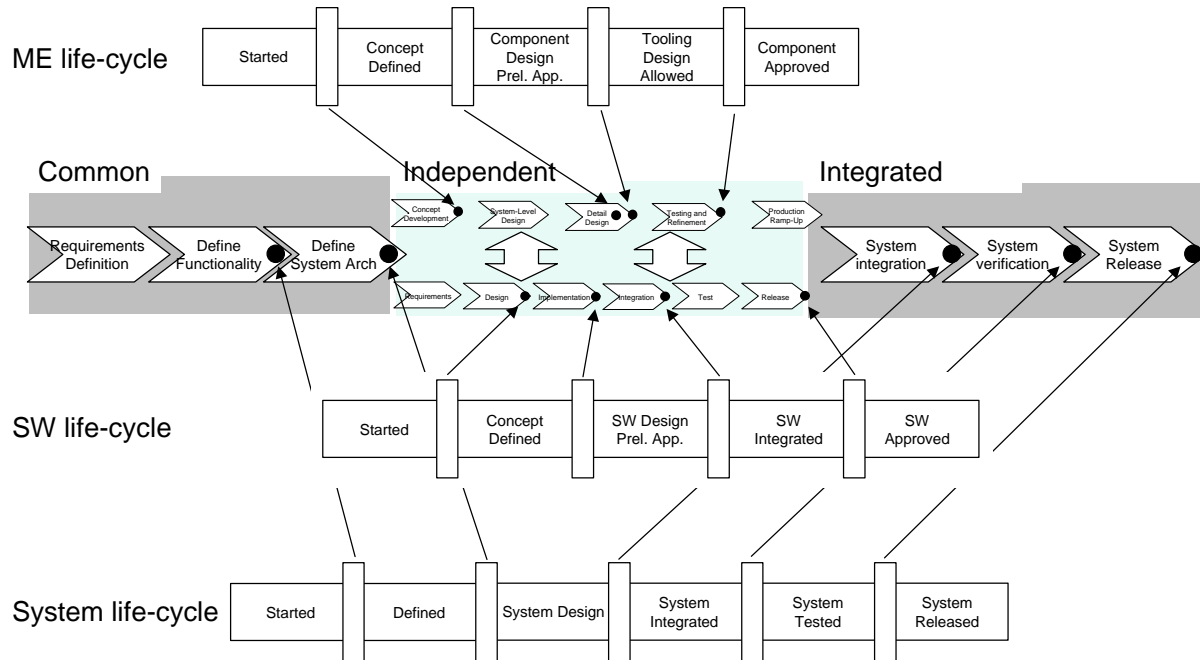 ME life-cycle
Started
Concept
Defined
Component
Design
Prel. App.
Tooling
Design
Allowed
Component
Approved
Common
Independent
Integrated
Requirements
Definition
Define
Functionality
Define
System Arch
Concept
Development
System-Level
Design
Detail
Design
Testing and
Refinement
Production
Ramp-Up
Requirements
Design
Implementation
Integration
Test
Release
System
integration
System
verification
System
Release
SW life-cycle
Started
Concept
Defined
SW Design
Prel. App.
SW
Integrated
SW
Approved
System life-cycle
Started
Defined
System Design
System
Integrated
System
Tested
System
Released